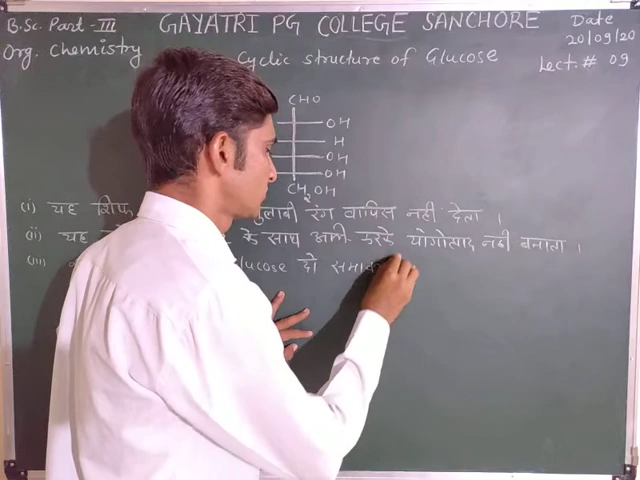 B.Sc. Part-III GAYATRI PG COLLEGE SANCHORE Date
20/09/20
Org. Chemistry Cyclic structure of Glucose Lect.# 09
CHO
OH
H
OH
OH
CH2OH
(i) यह शिफ गुलाबी रंग वापिस नहीं देता ।
(ii) यह के साथ अभि. करके योगोत्पाद नहीं बनाता ।
(iii) lucose दो समाव